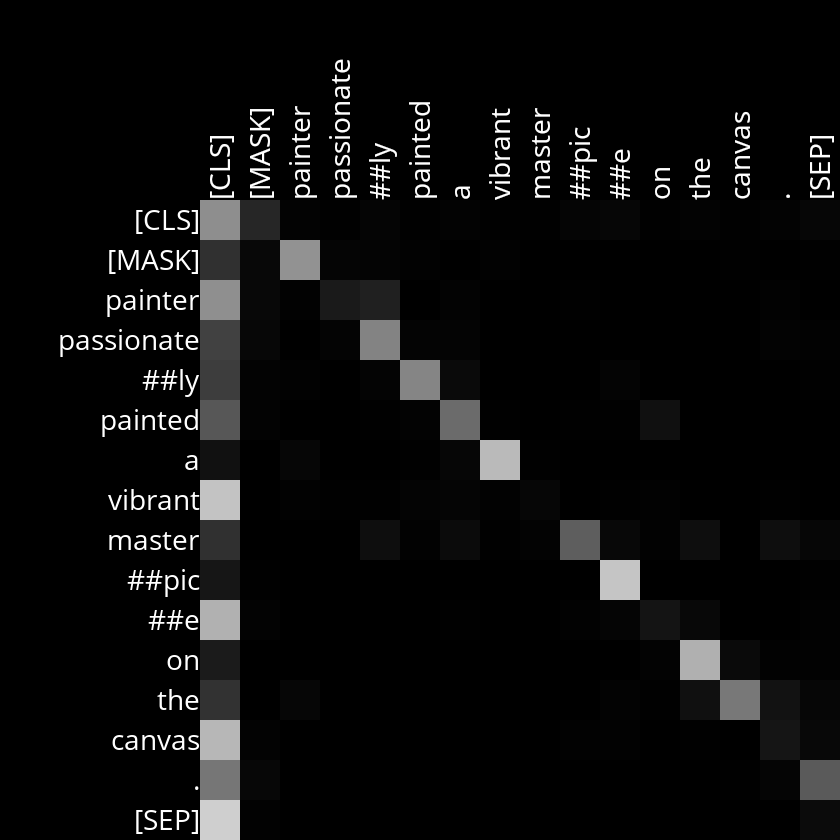 [CLS]
[MASK]
painter
passionate
##ly
painted
a
vibrant
master
##pic
##e
on
the
canvas
.
[SEP]
[CLS]
[MASK]
painter
passionate
##ly
painted
a
vibrant
master
##pic
##e
on
the
canvas
.
[SEP]